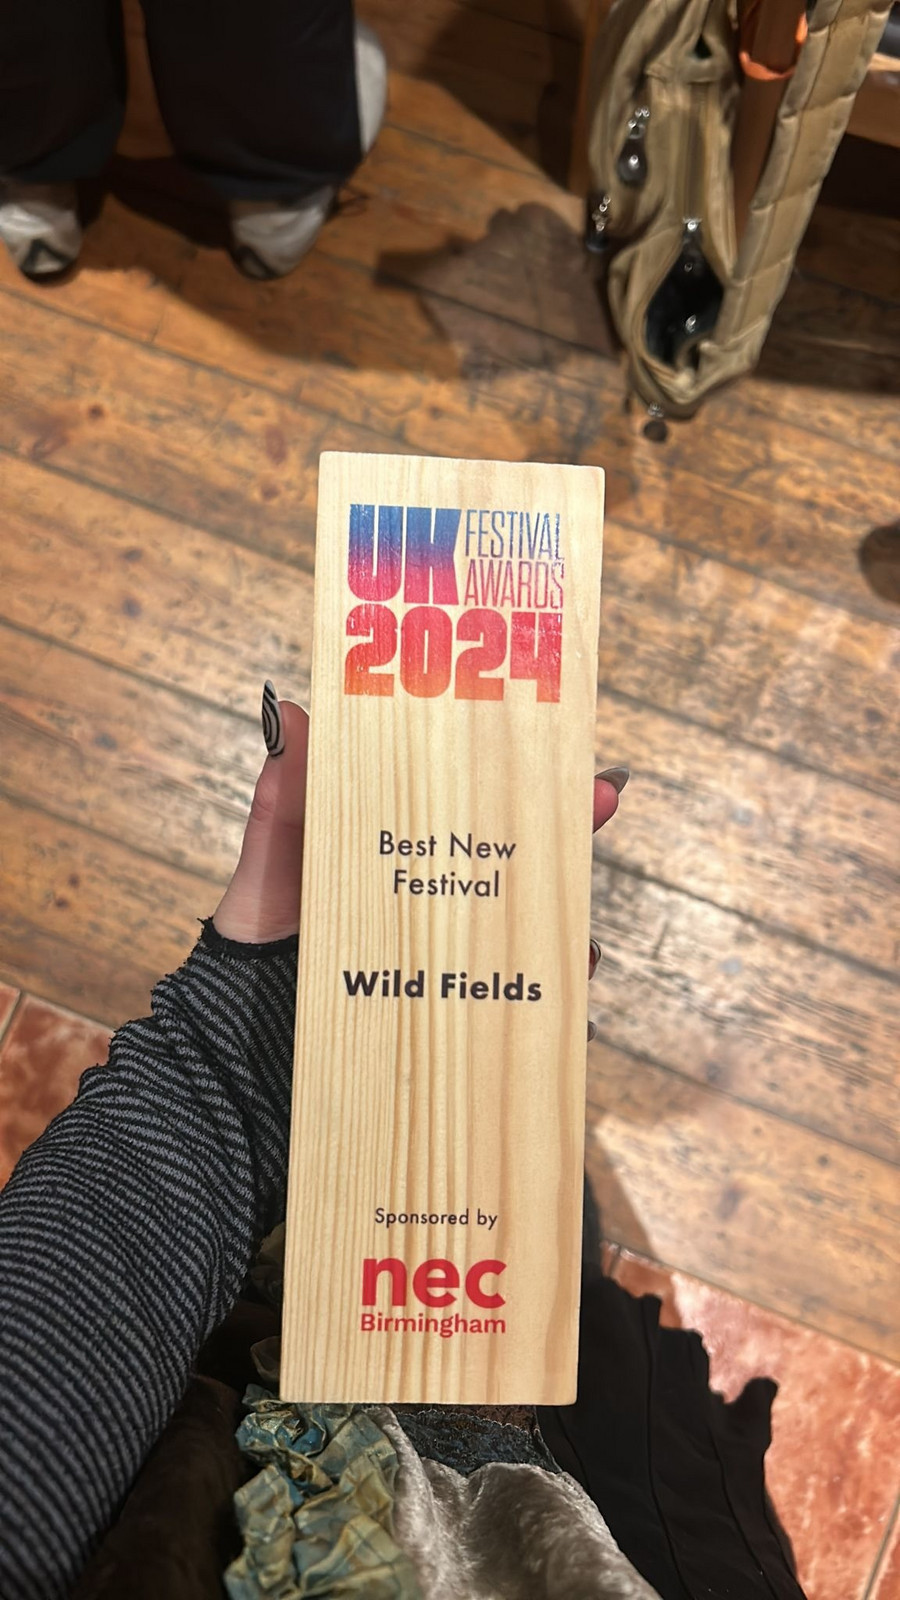 UK FESTIVAL
AWARDS
2024
Best New
Festival
Wild Fields
Sponsored by
nec
Birmingham